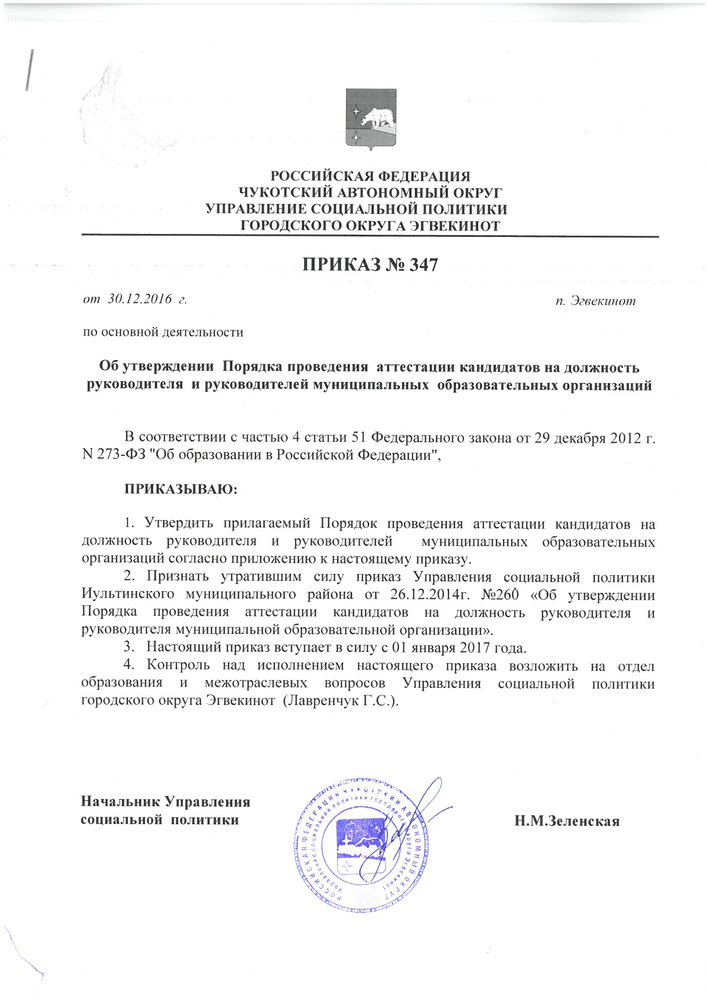 РОССИЙСКАЯ ФЕДЕРАЦИЯ
ЧУКОТСКИЙ АВТОНОМНЫЙ ОКРУГ
УПРАВЛЕНИЕ СОЦИАЛЬНОЙ ПОЛИТИКИ
ГОРОДСКОГО ОКРУГА ЭГВЕКИНОТ
ПРИКАЗ № 347
от 30.12.2016 г. п. Эгвекинот
по основной деятельности
Об утверждении Порядка проведения аттестации кандидатов на должность
руководителя и руководителей муниципальных образовательных организаций
В соответствии с частью 4 статьи 51 Федерального закона от 29 декабря 2012 г.
N 273-ФЗ "Об образовании в Российской Федерации",
ПРИКАЗЫВАЮ:
1. Утвердить прилагаемый Порядок проведения аттестации кандидатов на
должность руководителя и руководителей муниципальных образовательных
организаций согласно приложению к настоящему приказу.
2. Признать утратившим силу приказ Управления социальной политики
Иультинского муниципального района от 26.12.2014г. №260 «Об утверждении
Порядка проведения аттестации кандидатов на должность руководителя и
руководителя муниципальной образовательной организации».
3. Настоящий приказ вступает в силу с 01 января 2017 года.
4. Контроль над исполнением настоящего приказа возложить на отдел
образования и межотраслевых вопросов Управления социальной политики
городского округа Эгвекинот (Лавренчук Г.С.).
Начальник Управления
социальной политики Н.М.Зеленская
РОССИЙСКАЯ ФЕДЕРАЦИЯ ЧУКОТСКИЙ АВТОНОМНЫЙ ОКРУГ
Управление социальной политики городского округа Эгвекинот